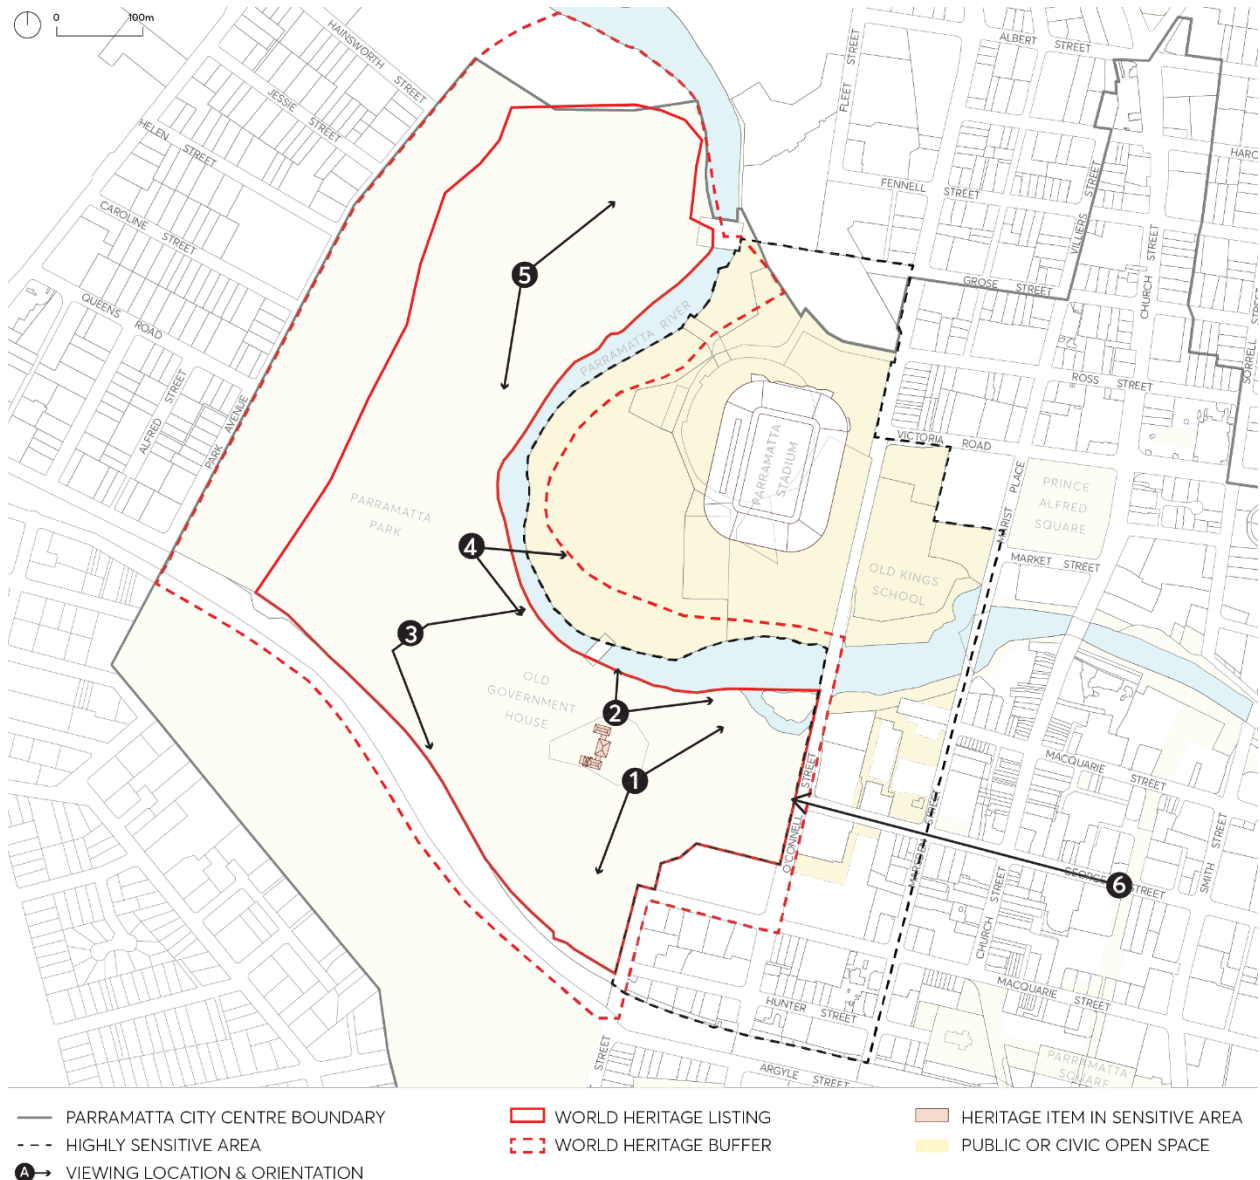 0 100m
HAINSWORTH STREET
JESSIE STREET
HELEN STREET
CAROLINE STREET
QUEENS ROAD
ALFRED STREET
PARK AVENUE
ALBERT STREET
FLEET STREET
FENNELL STREET
VILLIERS STREET
CHURCH STREET
HARO
GROSE STREET
SORRELL STREET
ROSS STREET
VICTORIA ROAD
PARRAMATTA RIVER
PARRAMATTA
STADIUM
PARRAMATTA
PARK
MARIST PLACE
PRINCE
ALFRED
SQUARE
MARKET STREET
OLD KINGS
SCHOOL
OLD
GOVERNMENT
HOUSE
5
4
3
2
1
6
MACQUARIE STREET
O'CONNELL STREET
MARSDEN STREET
GEORGE STREET
SMITH STREET
CHURCH STREET
MACQUARIE STREET
HUNTER STREET
PARRAMATTA
SQUARE
ARGYLE STREET
STREET
PARRAMATTA CITY CENTRE BOUNDARY
HIGHLY SENSITIVE AREA
A VIEWING LOCATION & ORIENTATION
WORLD HERITAGE LISTING
WORLD HERITAGE BUFFER
HERITAGE ITEM IN SENSITIVE AREA
PUBLIC OR CIVIC OPEN SPACE